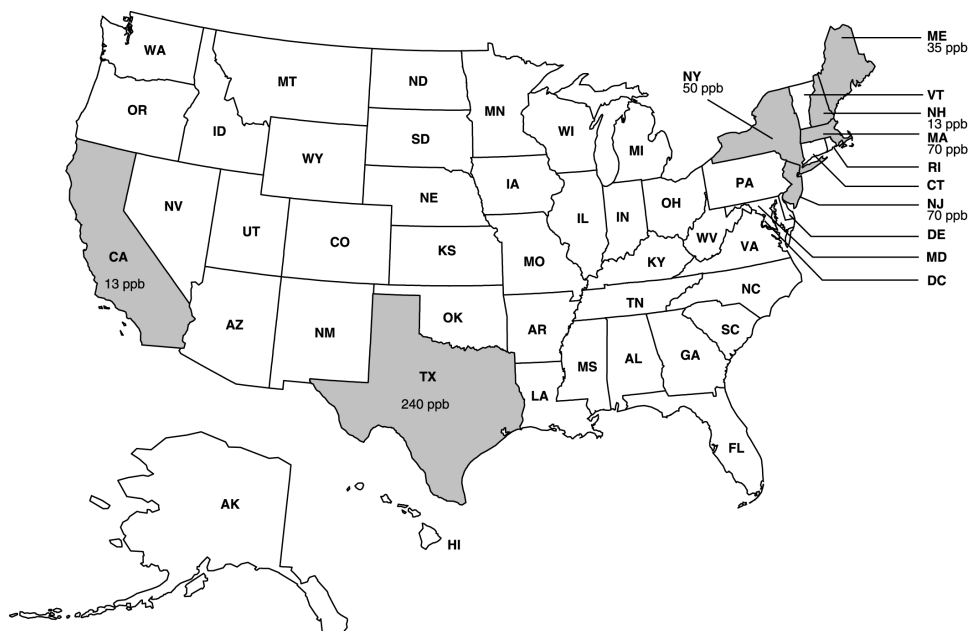 WA
OR
CA
13 ppb
ID
NV
MT
WY
UT
AZ
CO
NM
ND
SD
NE
KS
OK
TX
240 ppb
MN
IA
MO
AR
LA
WI
IL
MI
IN
OH
KY
TN
MS
AL
GA
FL
SC
NC
VA
WV
PA
NY
50 ppb
ME
35 ppb
VT
NH
13 ppb
MA
70 ppb
RI
CT
NJ
70 ppb
DE
MD
DC
AK
HI